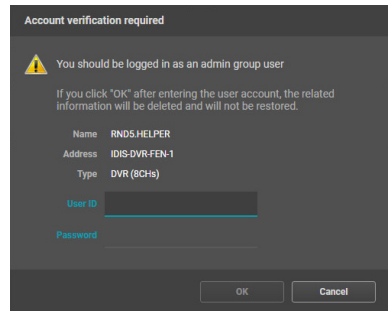 Account verification required
You should be logged in as an admin group user
If you click "OK" after entering the user account, the related
information will be deleted and will not be restored.
Name RND5.HELPER
Address IDIS-DVR-FEN-1
Type DVR (8CHs)
User ID
Password
OK Cancel